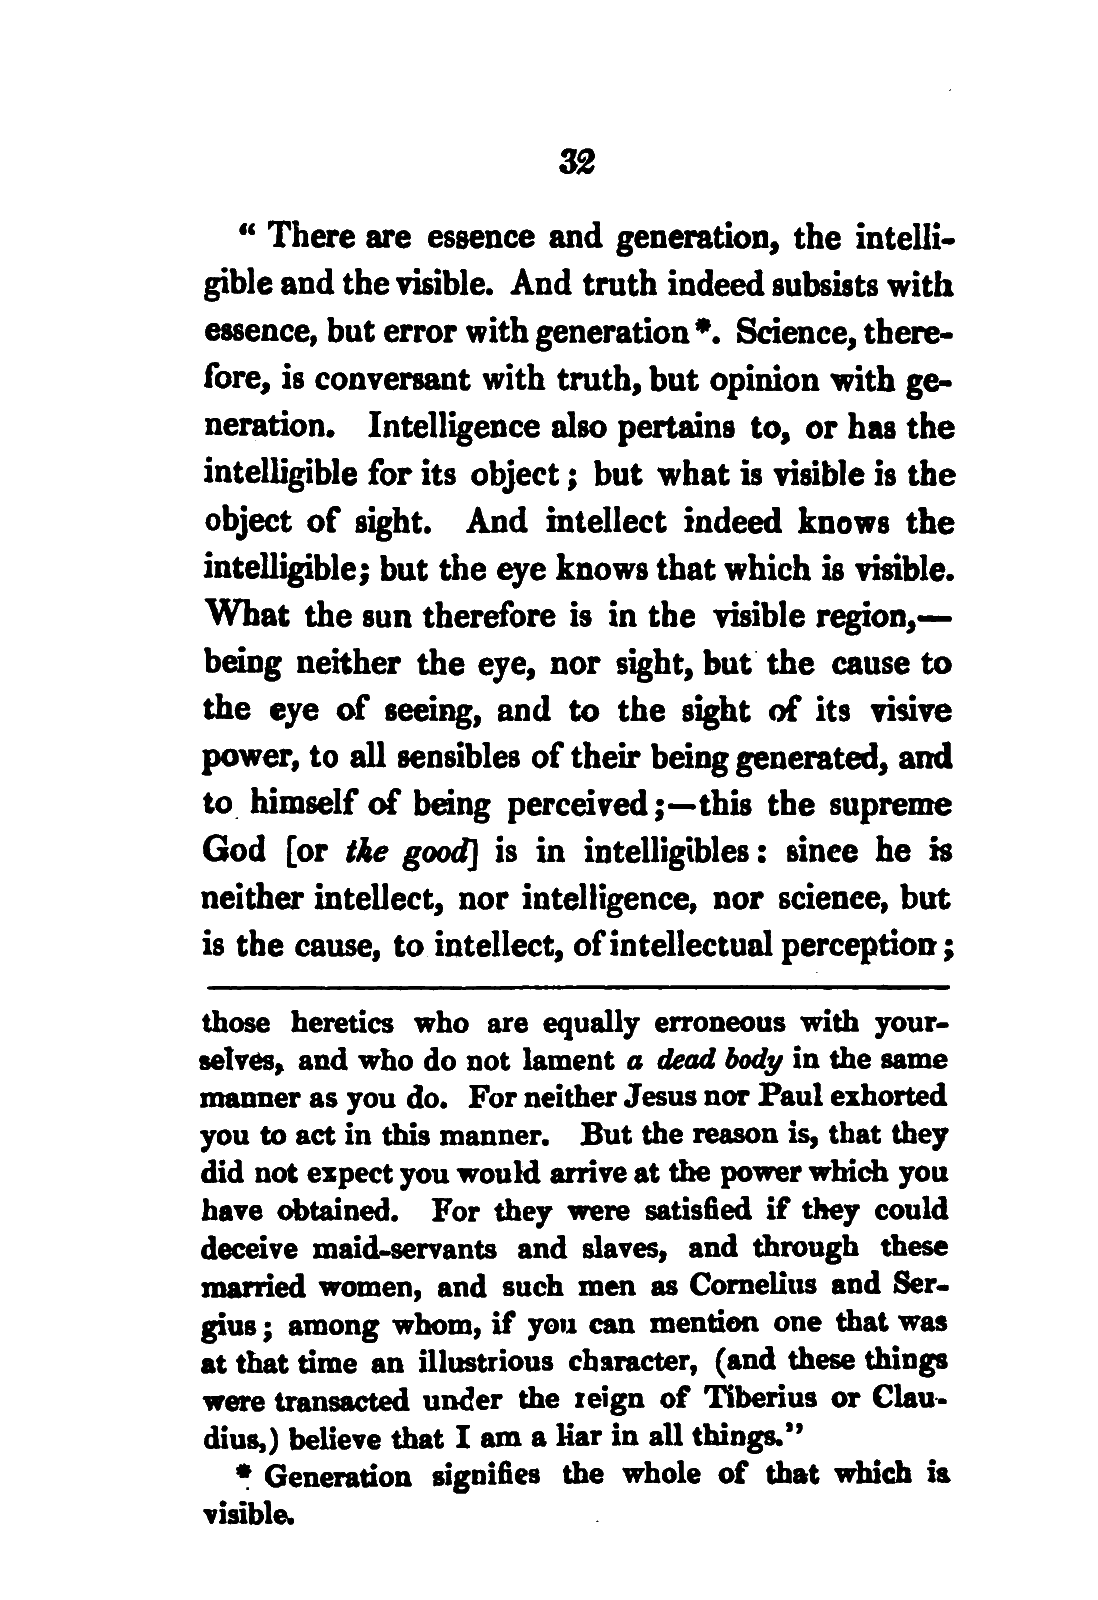 32
“ There are essence and generation, the intelli-
gible and the visible. And truth indeed subsists with
essence, but error with generation *. Science, there-
fore, is conversant with truth, but opinion with ge-
neration. Intelligence also pertains to, or has the
intelligible for its object ; but what is visible is the
object of sight. And intellect indeed knows the
intelligible; but the eye knows that which is visible.
What the sun therefore is in the visible region,—
being neither the eye, nor sight, but the cause to
the eye of seeing, and to the sight of its visive
power, to all sensibles of their being generated, and
to himself of being perceived ;—this the supreme
God [or the good] is in intelligibles : since he is
neither intellect, nor intelligence, nor science, but
is the cause, to intellect, of intellectual perception ;
those heretics who are equally erroneous with your-
selves, and who do not lament a dead body in the same
manner as you do. For neither Jesus nor Paul exhorted
you to act in this manner. But the reason is, that they
did not expect you would arrive at the power which you
have obtained. For they were satisfied if they could
deceive maid-servants and slaves, and through these
married women, and such men as Cornelius and Ser-
gius ; among whom, if you can mention one that was
at that time an illustrious character, (and these things
were transacted under the reign of Tiberius or Clau-
dius,) believe that I am a liar in all things.”
* Generation signifies the whole of that which is
visible.